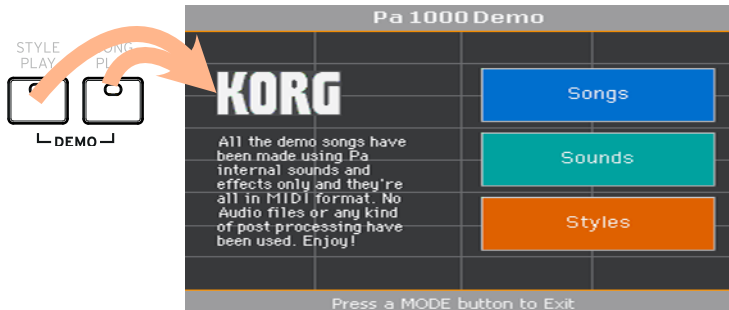 STYLE
PLAY
DEMO
Pa 1000 Demo
KORG
All the demo songs have
been made using Pa
internal sounds and
effects only and they're
all in MIDI format. No
Audio files or any kind
of post processing have
been used. Enjoy!
Songs
Sounds
Styles
Press a MODE button to Exit